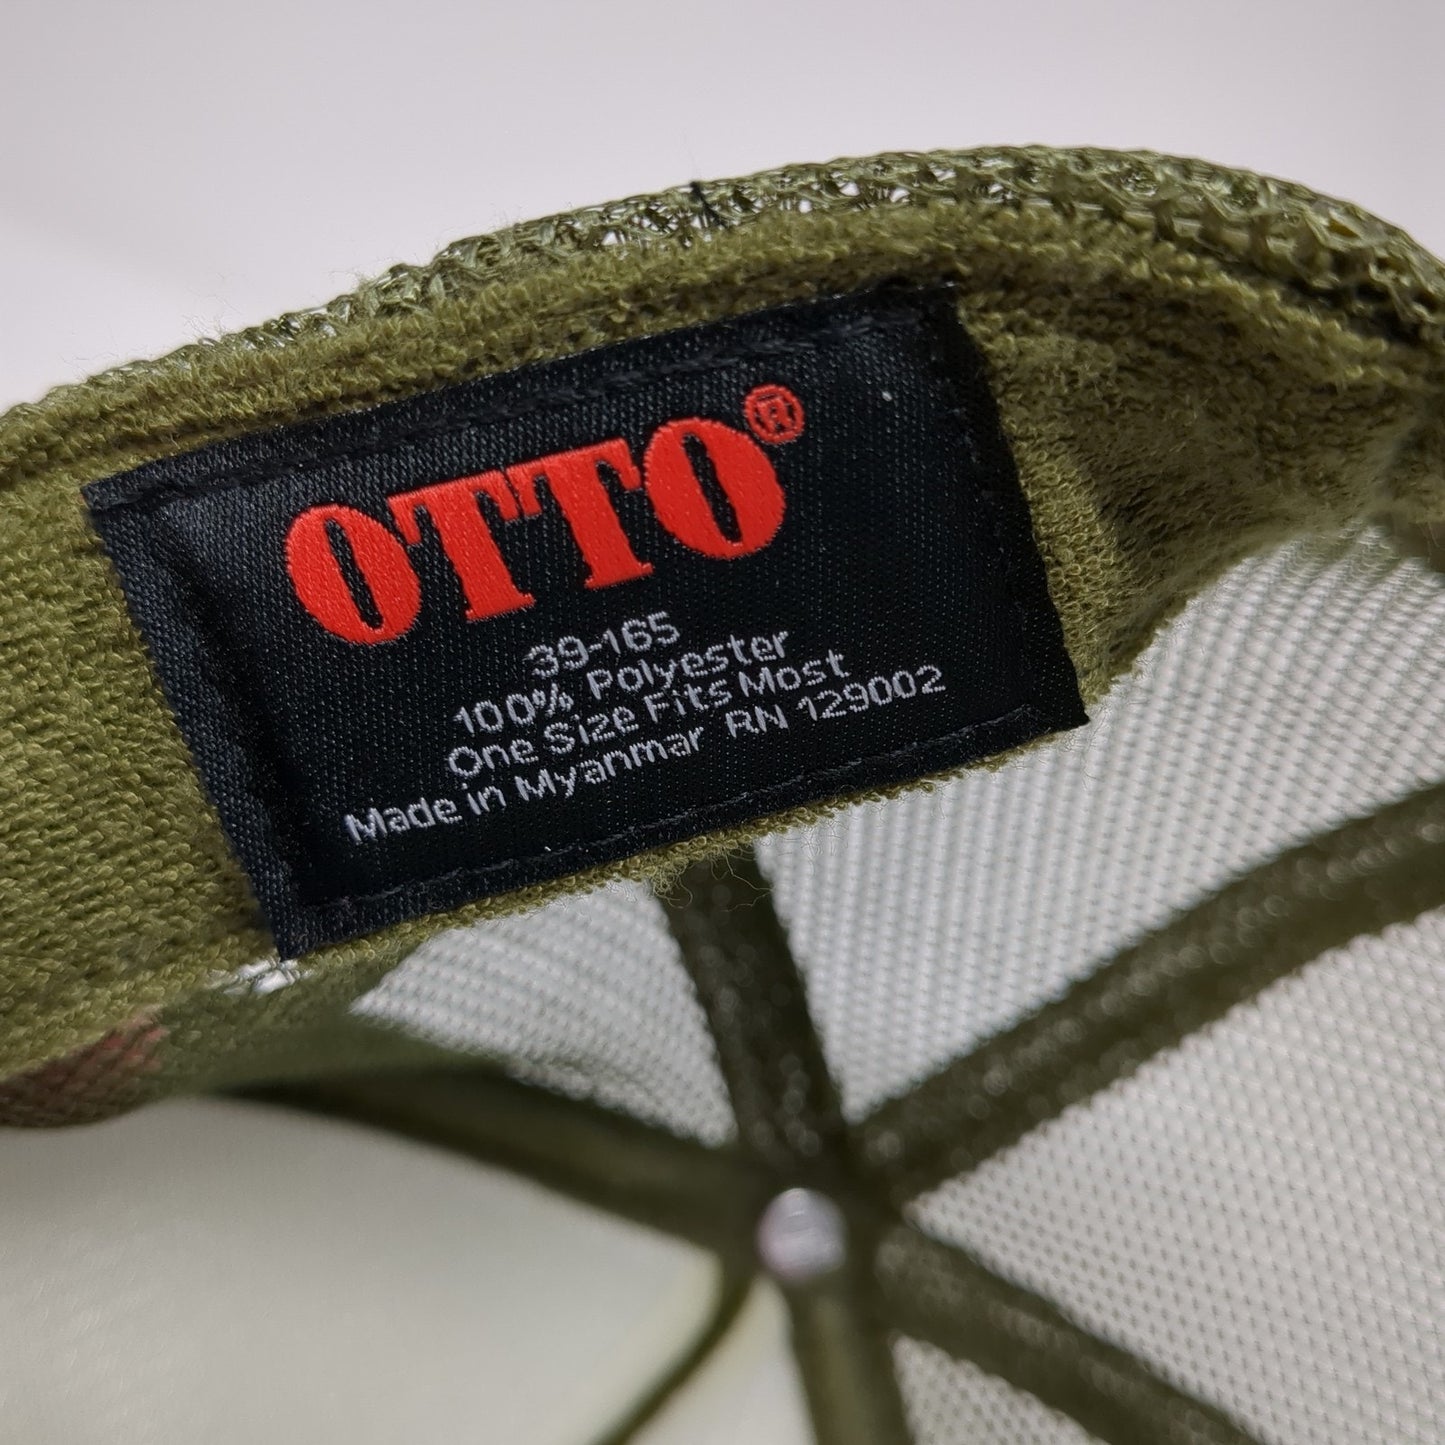 OTTO®
39-165
100% Polyester
One Size Fits Most
Made in Myanmar RN 129002